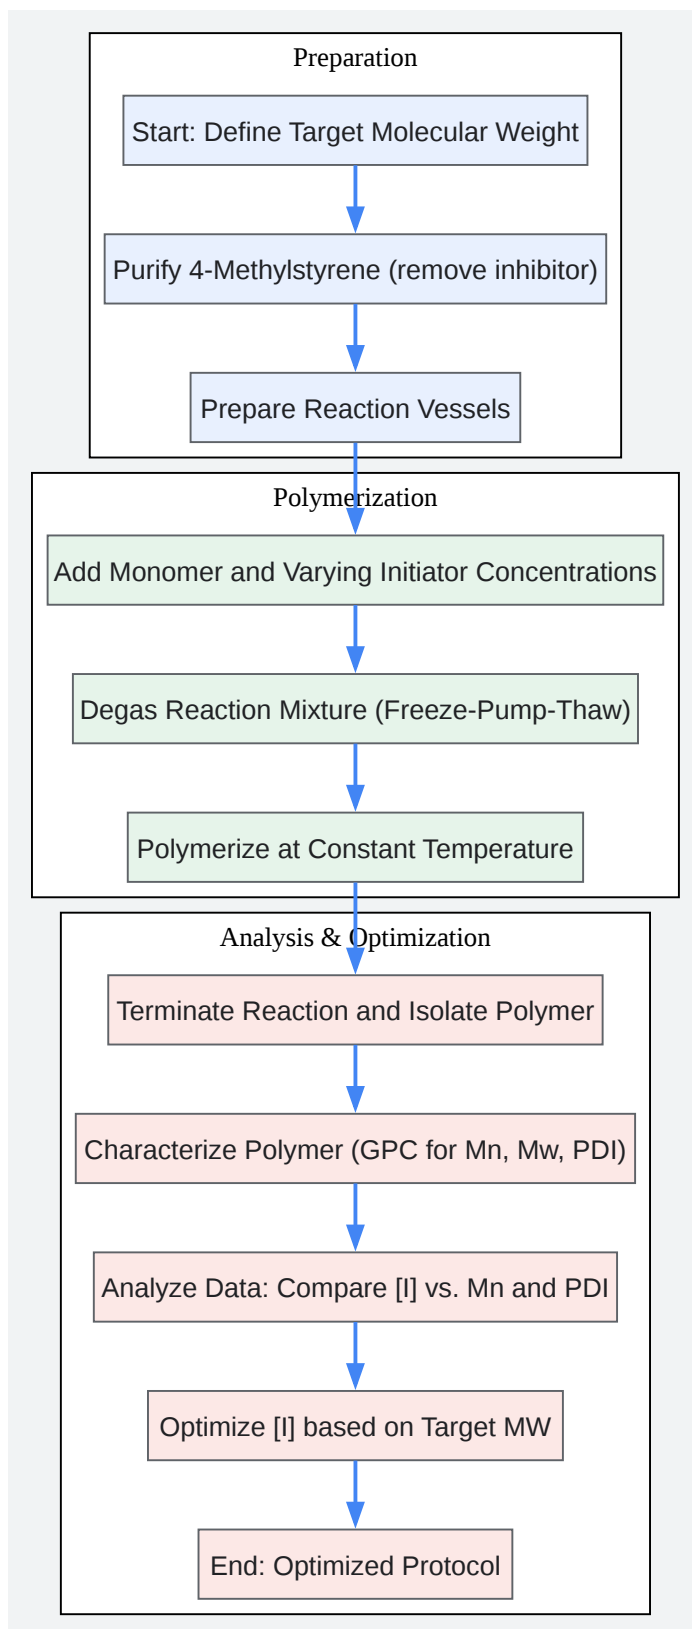 Preparation
Start: Define Target Molecular Weight
Purify 4-Methylstyrene (remove inhibitor)
Prepare Reaction Vessels
Polymerization
Add Monomer and Varying Initiator Concentrations
Degas Reaction Mixture (Freeze-Pump-Thaw)
Polymerize at Constant Temperature
Analysis & Optimization
Terminate Reaction and Isolate Polymer
Characterize Polymer (GPC for Mn, Mw, PDI)
Analyze Data: Compare [I] vs. Mn and PDI
Optimize [I] based on Target MW
End: Optimized Protocol